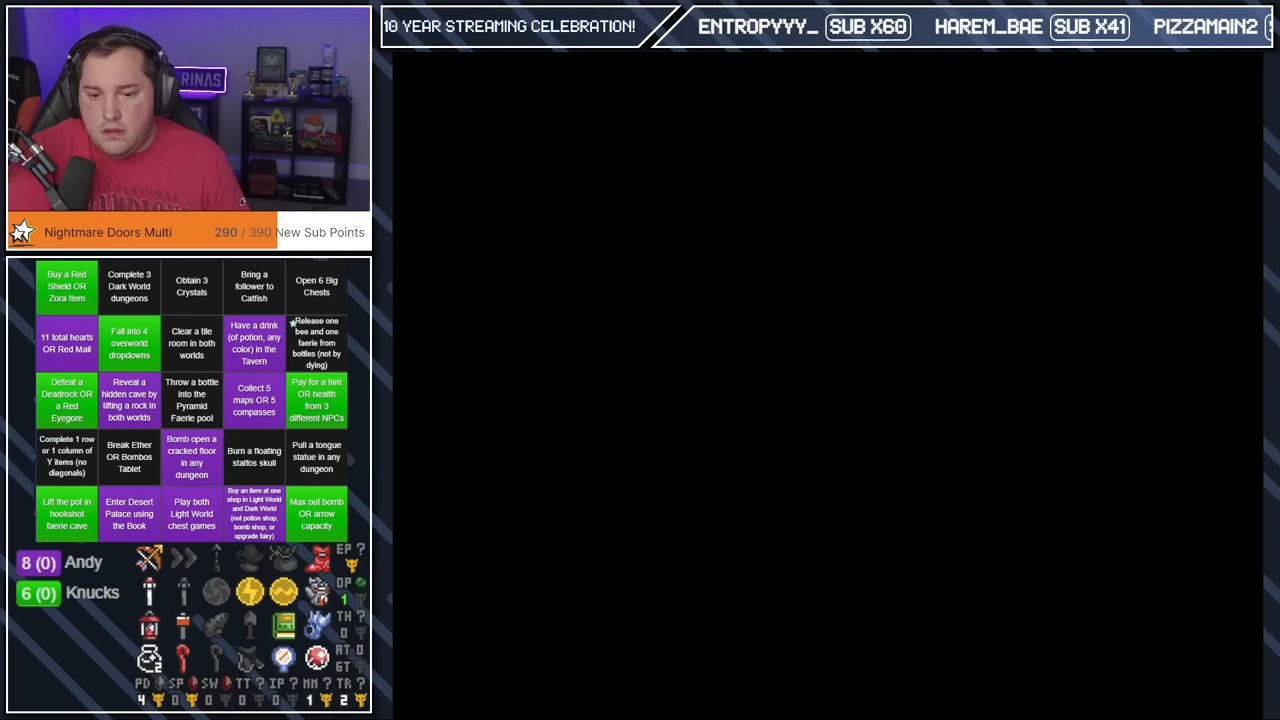 10 YEAR STREAMING CELEBRATION!
ENTROPYYY_ SUB X60 HAREM_BAE SUB X41 PIZZAMAIN2
RINAS
Nightmare Doors Multi 290 / 390 New Sub Points
Buy a Red
Shield OR
Zora Item
Complete 3
Dark World
dungeons
Obtain 3
Crystals
Bring a
follower to
Catfish
Open 6 Big
Chests
11 total hearts
OR Red Mail
Fall into 4
overworld
dropdowns
Clear a tile
room in both
worlds
Have a drink
(of potion, any
color) in the
Tavern
Release one
bee and one
faerie from
bottles (not by
dying)
Defeat a
Deadrock OR
a Red
Eyegore
Reveal a
hidden cave by
lifting a rock in
both worlds
Throw a bottle
into the
Pyramid
Faerie pool
Collect 5
maps OR 5
compasses
Pay for a hint
OR health
from 3
different NPCs
Complete 1 row
or 1 column of
Y items (no
diagonals)
Break Ether
OR Bombos
Tablet
Bomb open a
cracked floor
in any
dungeon
Burn a floating
stalfos skull
Pull a tongue
statue in any
dungeon
Lift the pot in
hookshot
faerie cave
Enter Desert
Palace using
the Book
Play both
Light World
chest games
Buy an item at one
shop in Light World
and Dark World
(not potion shop,
bomb shop, or
upgrade fairy)
Max out bomb
OR arrow
capacity
8 (0) Andy
6 (0) Knucks
EP ?
DP
1
TH ?
0
AT 0
GT ?
2
PD SP SW TT ? IP ? MM ? TR ?
4 0 0 0 0 1 2